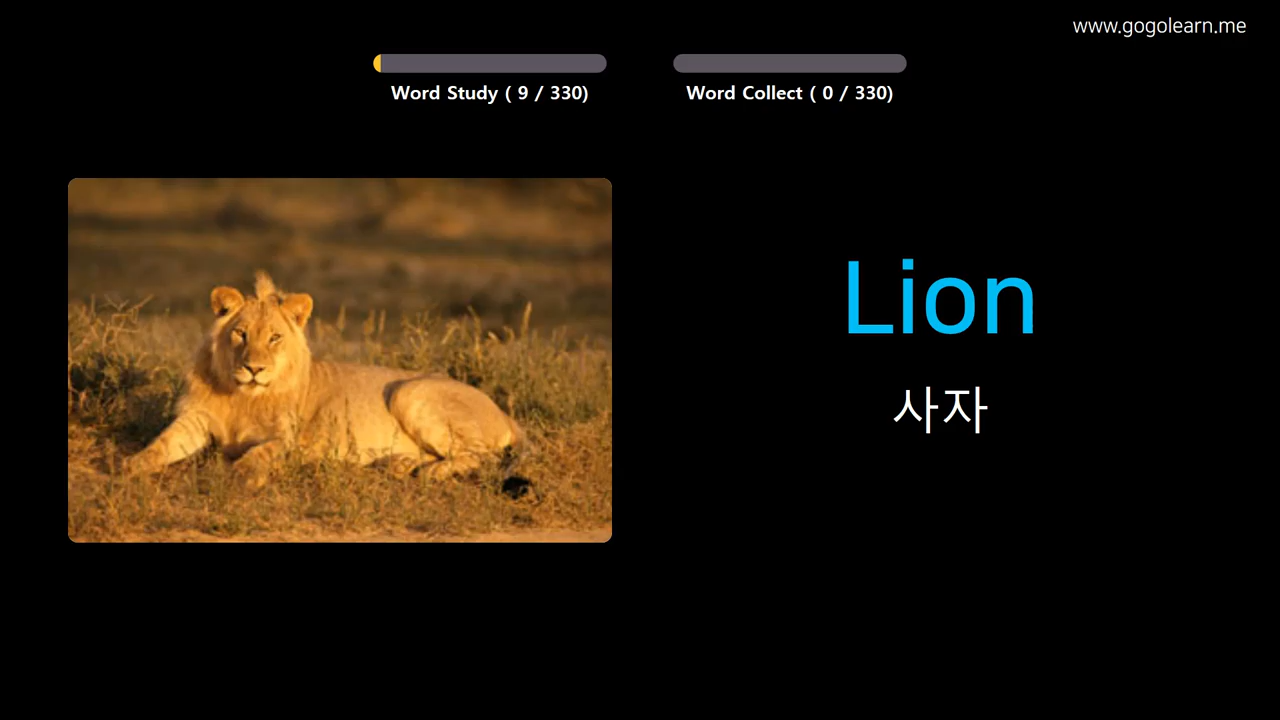 www.gogolearn.me
Word Study ( 9 / 330)
Word Collect ( 0 / 330)
Lion
사자